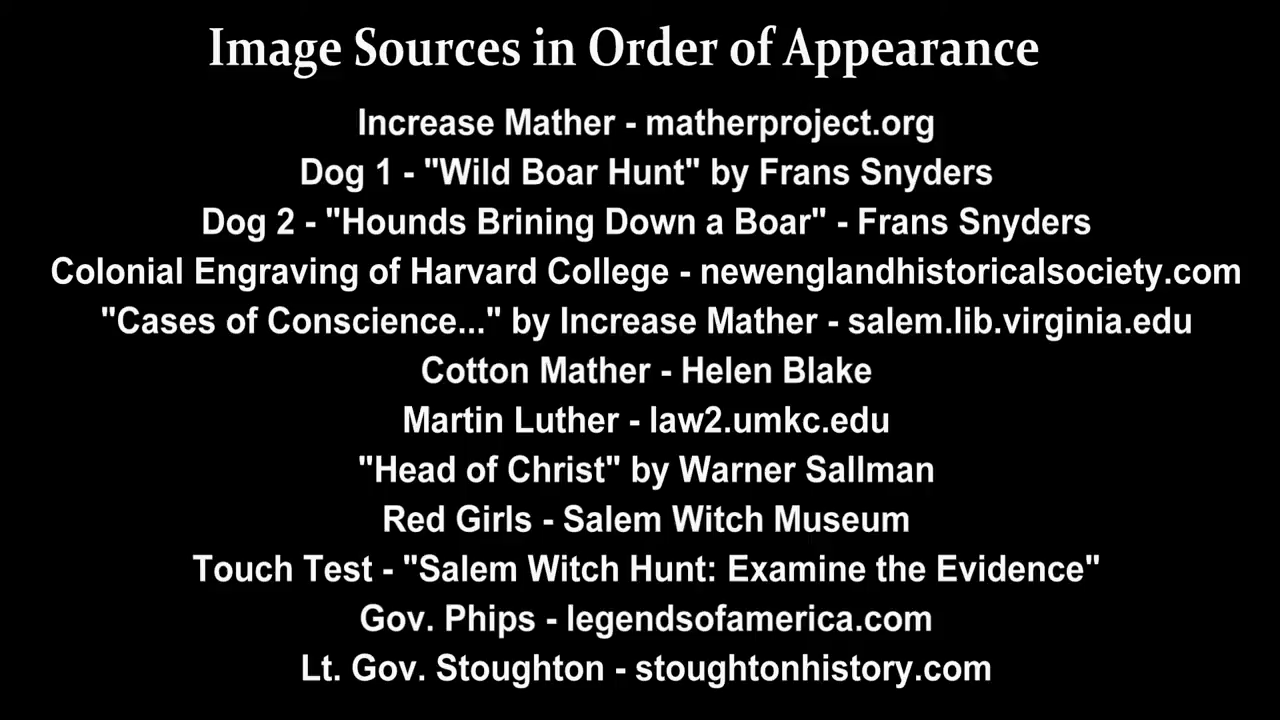 Image Sources in Order of Appearance
Increase Mather - matherproject.org
Dog 1 - "Wild Boar Hunt" by Frans Snyders
Dog 2 - "Hounds Brining Down a Boar" - Frans Snyders
Colonial Engraving of Harvard College - newenglandhistoricalsociety.com
"Cases of Conscience..." by Increase Mather - salem.lib.virginia.edu
Cotton Mather - Helen Blake
Martin Luther - law2.umkc.edu
"Head of Christ" by Warner Sallman
Red Girls - Salem Witch Museum
Touch Test - "Salem Witch Hunt: Examine the Evidence"
Gov. Phips - legendsofamerica.com
Lt. Gov. Stoughton - stoughtonhistory.com